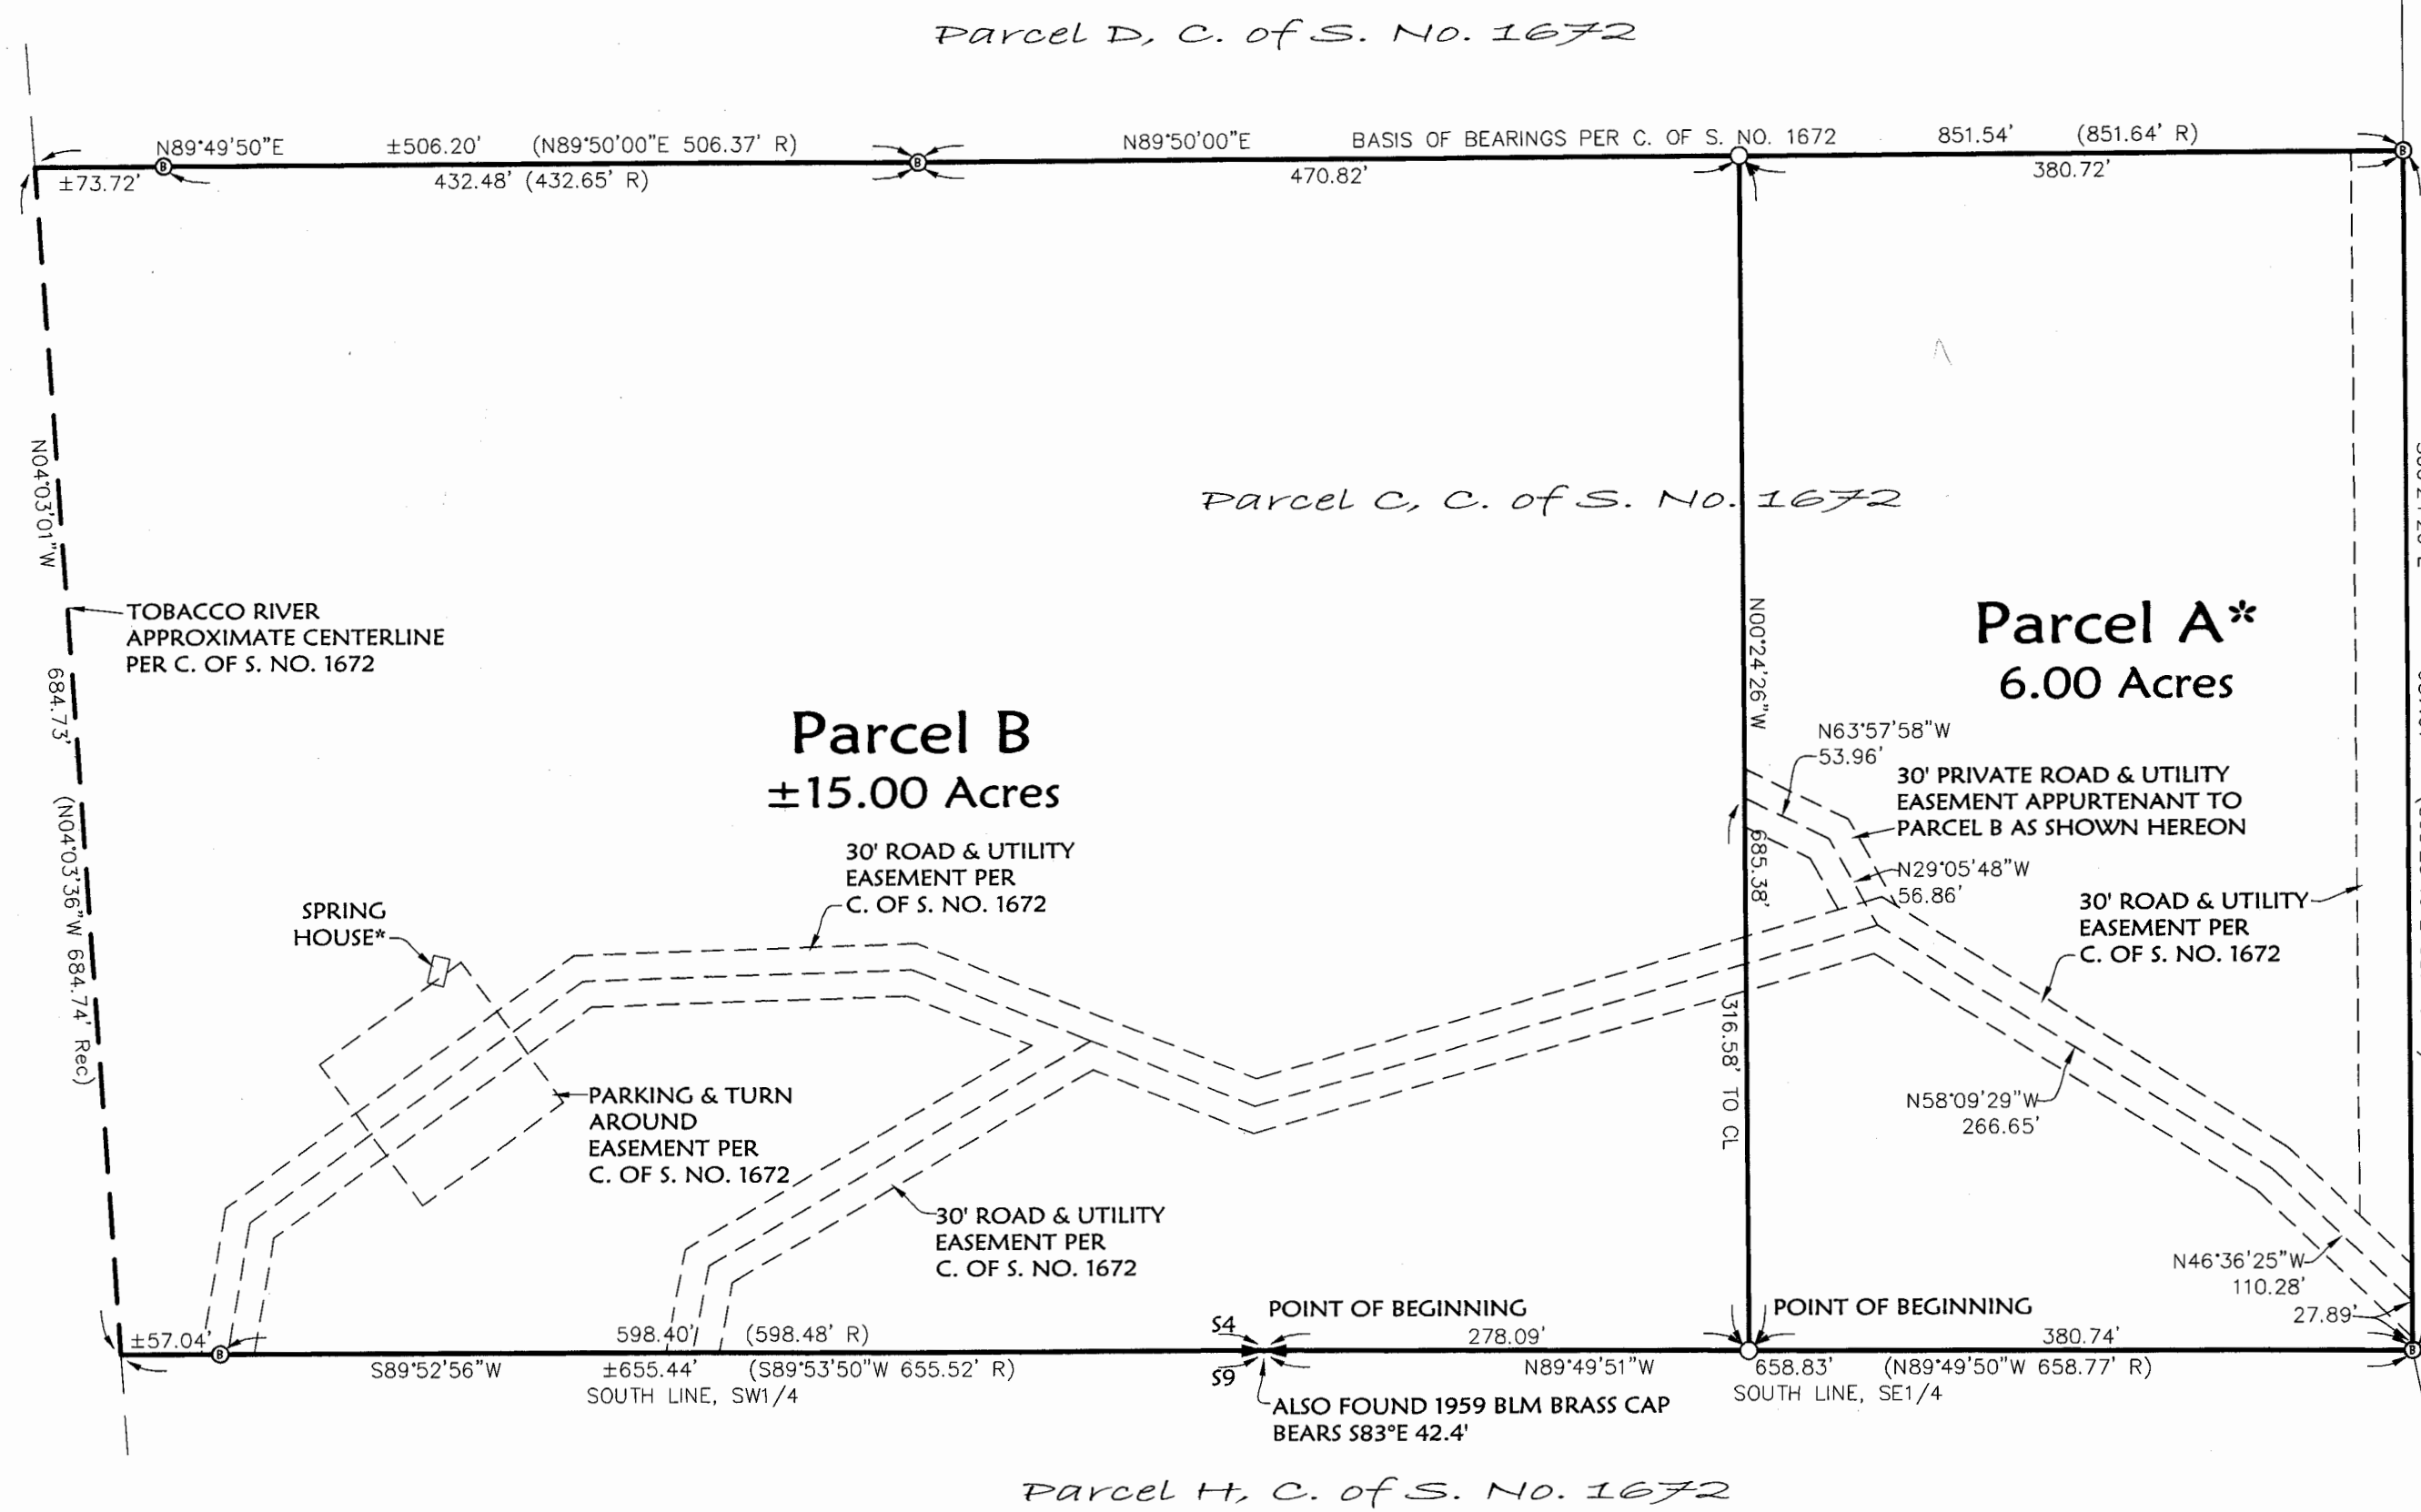 Parcel D, C. of S. No. 1672
N89°49'50"E ±506.20' (N89°50'00"E 506.37' R)
N89°50'00"E BASIS OF BEARINGS PER C. OF S. NO. 1672 851.54' (851.64' R)
B
B
B
±73.72'
432.48' (432.65' R)
470.82'
380.72'
N04°03'01"W
684.73'
(N04°03'36"W 684.74' Rec)
Parcel C, C. of S. No. 1672
TOBACCO RIVER
APPROXIMATE CENTERLINE
PER C. OF S. NO. 1672
N00°24'26"W
685.38'
316.58' TO CL
Parcel A*
6.00 Acres
Parcel B
±15.00 Acres
N63°57'58"W
53.96'
30' PRIVATE ROAD & UTILITY
EASEMENT APPURTENANT TO
PARCEL B AS SHOWN HEREON
N29°05'48"W
56.86'
30' ROAD & UTILITY
EASEMENT PER
C. OF S. NO. 1672
30' ROAD & UTILITY
EASEMENT PER
C. OF S. NO. 1672
SPRING
HOUSE*
PARKING & TURN
AROUND
EASEMENT PER
C. OF S. NO. 1672
N58°09'29"W
266.65'
30' ROAD & UTILITY
EASEMENT PER
C. OF S. NO. 1672
N46°36'25"W
110.28'
27.89'
POINT OF BEGINNING
POINT OF BEGINNING
±57.04'
598.40' (598.48' R)
S4
278.09'
380.74'
B
B
S89°52'56"W ±655.44' (S89°53'50"W 655.52' R)
S9
N89°49'51"W 658.83' (N89°49'50"W 658.77' R)
SOUTH LINE, SW1/4
SOUTH LINE, SE1/4
ALSO FOUND 1959 BLM BRASS CAP
BEARS S83°E 42.4'
Parcel H, C. of S. No. 1672